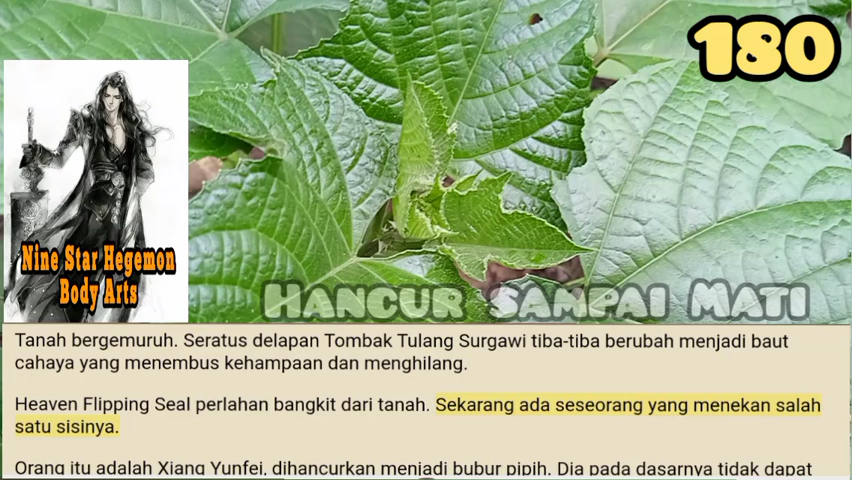 180
Nine Star Hegemon
Body Arts
HANCUR SAMPAI MATI
Tanah bergemuruh. Seratus delapan Tombak Tulang Surgawi tiba-tiba berubah menjadi baut
cahaya yang menembus kehampaan dan menghilang.
Heaven Flipping Seal perlahan bangkit dari tanah. Sekarang ada seseorang yang menekan salah
satu sisinya.
Orang itu adalah Xiang Yunfei, dihancurkan menjadi bubur pipih. Dia pada dasarnya tidak dapat